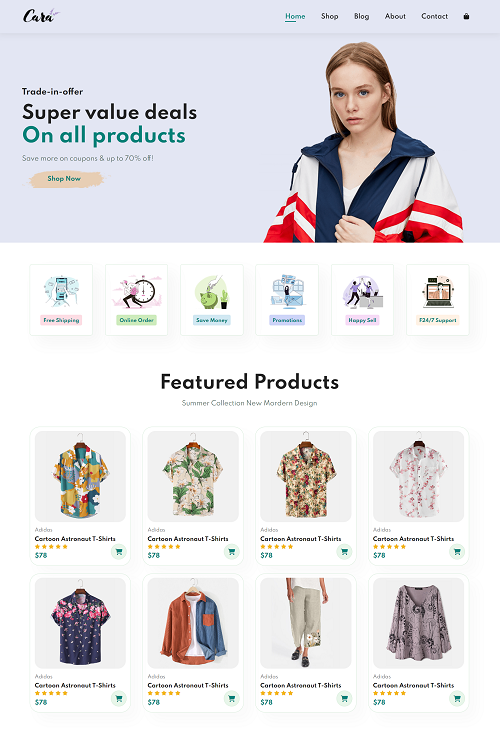 Cara
Home Shop Blog About Contact
Trade-in-offer
Super value deals
On all products
Save more on coupons & up to 70% off!
Shop Now
Free Shipping Online Order Save Money Promations Happy Sell F24/7 Support
Featured Products
Summer Collection New Mordern Design
Adidas Adidas Adidas Adidas
Cartoon Astronaut T-Shirts Cartoon Astronaut T-Shirts Cartoon Astronaut T-Shirts Cartoon Astronaut T-Shirts
$78 $78 $78 $78
Adidas Adidas Adidas Adidas
Cartoon Astronaut T-Shirts Cartoon Astronaut T-Shirts Cartoon Astronaut T-Shirts Cartoon Astronaut T-Shirts
$78 $78 $78 $78